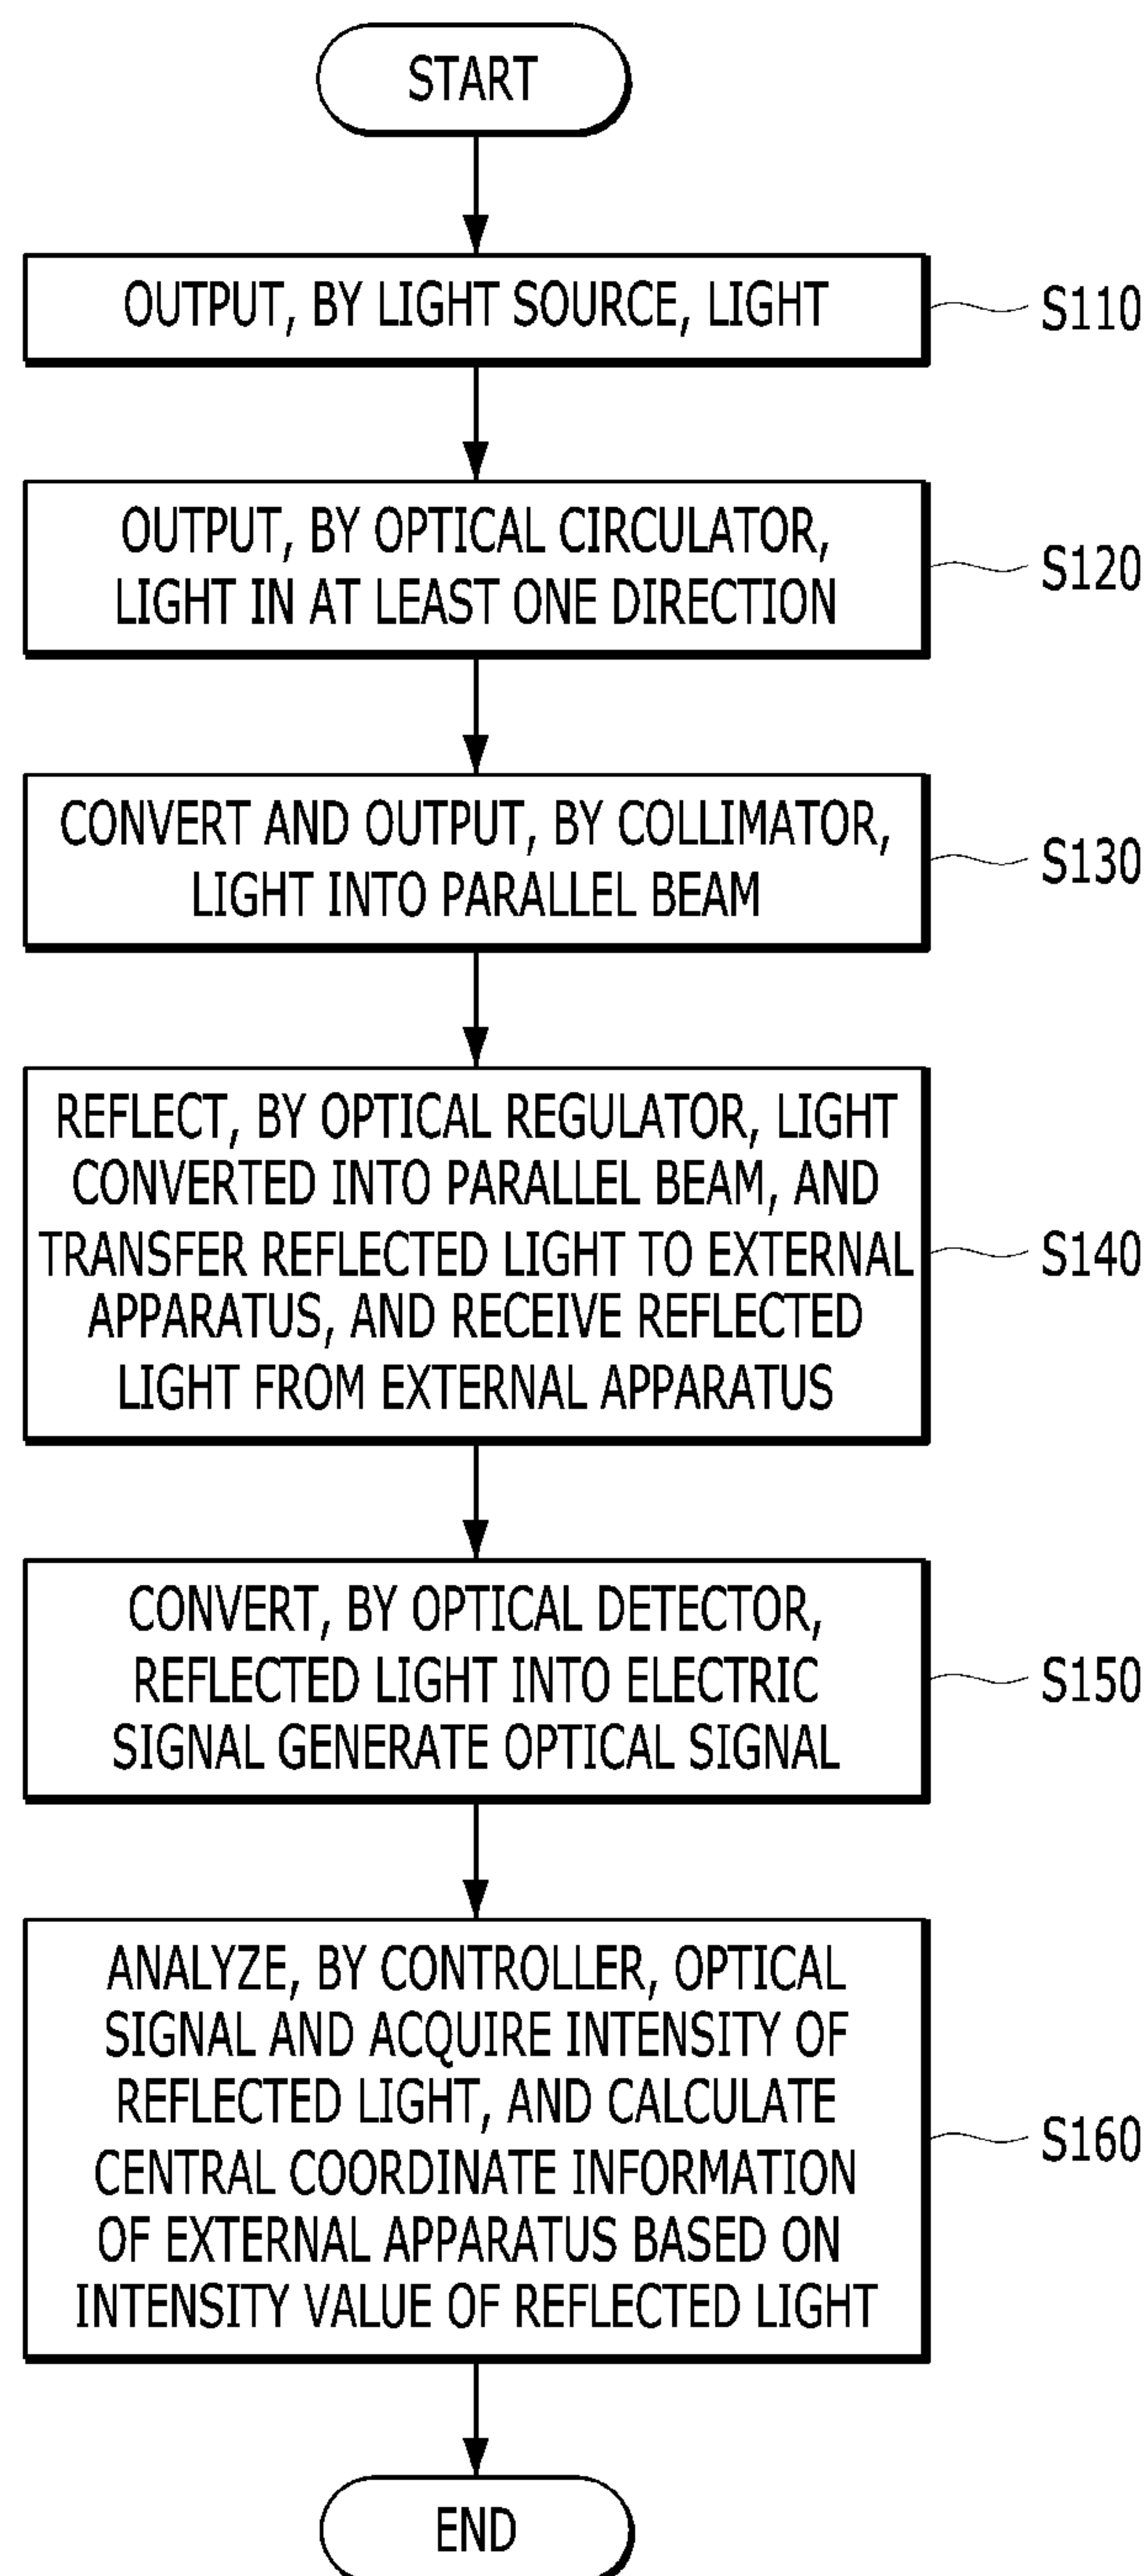 START
OUTPUT, BY LIGHT SOURCE, LIGHT
S110
OUTPUT, BY OPTICAL CIRCULATOR,
LIGHT IN AT LEAST ONE DIRECTION
S120
CONVERT AND OUTPUT, BY COLLIMATOR,
LIGHT INTO PARALLEL BEAM
S130
REFLECT, BY OPTICAL REGULATOR, LIGHT
CONVERTED INTO PARALLEL BEAM, AND
TRANSFER REFLECTED LIGHT TO EXTERNAL
APPARATUS, AND RECEIVE REFLECTED
LIGHT FROM EXTERNAL APPARATUS
S140
CONVERT, BY OPTICAL DETECTOR,
REFLECTED LIGHT INTO ELECTRIC
SIGNAL GENERATE OPTICAL SIGNAL
S150
ANALYZE, BY CONTROLLER, OPTICAL
SIGNAL AND ACQUIRE INTENSITY OF
REFLECTED LIGHT, AND CALCULATE
CENTRAL COORDINATE INFORMATION
OF EXTERNAL APPARATUS BASED ON
INTENSITY VALUE OF REFLECTED LIGHT
S160
END